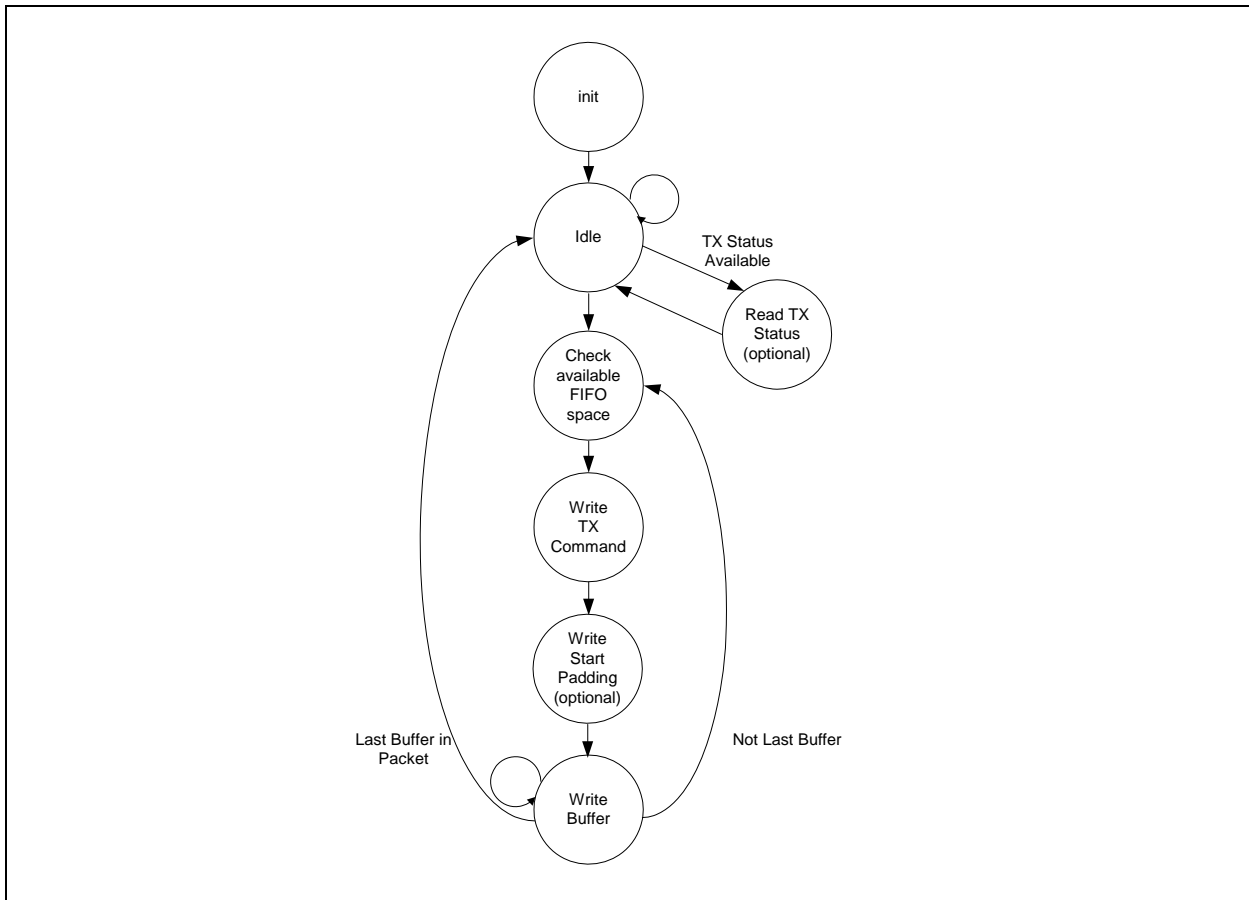 init
Idle
TX Status
Available
Read TX
Status
(optional)
Check
available
FIFO
space
Write
TX
Command
Write
Start
Padding
(optional)
Last Buffer in
Packet
Not Last Buffer
Write
Buffer